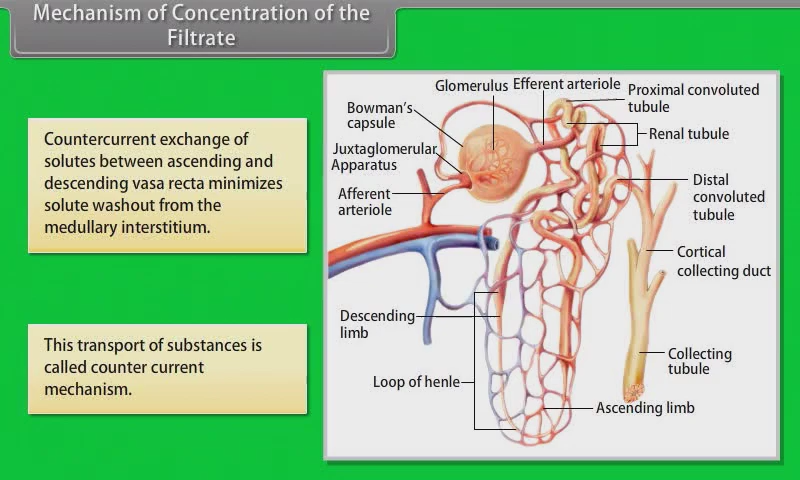 Mechanism of Concentration of the
Filtrate
Countercurrent exchange of
solutes between ascending and
descending vasa recta minimizes
solute washout from the
medullary interstitium.
This transport of substances is
called counter current
mechanism.
Glomerulus
Efferent arteriole
Proximal convoluted
tubule
Bowman's
capsule
Renal tubule
Juxtaglomerular
Apparatus
Afferent
arteriole
Distal
convoluted
tubule
Cortical
collecting duct
Descending
limb
Collecting
tubule
Loop of henle
Ascending limb